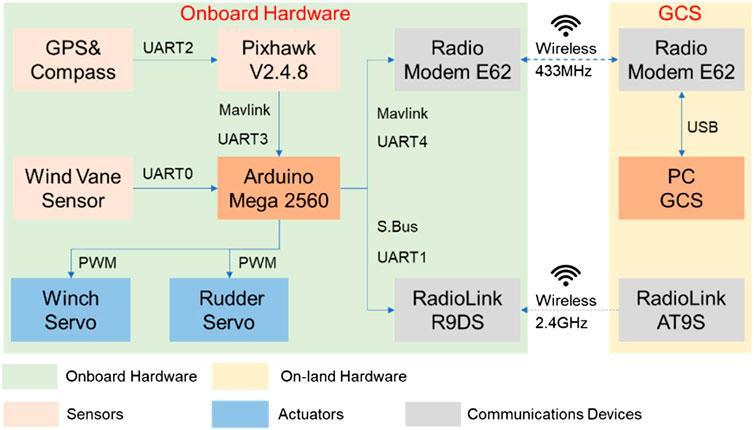 Onboard Hardware
GCS
GPS&
Compass
UART2
Pixhawk
V2.4.8
Radio
Modem E62
Wireless
433MHz
Radio
Modem E62
Mavlink
UART3
Mavlink
UART4
USB
Wind Vane
Sensor
UART0
Arduino
Mega 2560
PC
GCS
S.Bus
UART1
PWM
PWM
Winch
Servo
Rudder
Servo
RadioLink
R9DS
Wireless
2.4GHz
RadioLink
AT9S
Onboard Hardware
On-land Hardware
Sensors
Actuators
Communications Devices